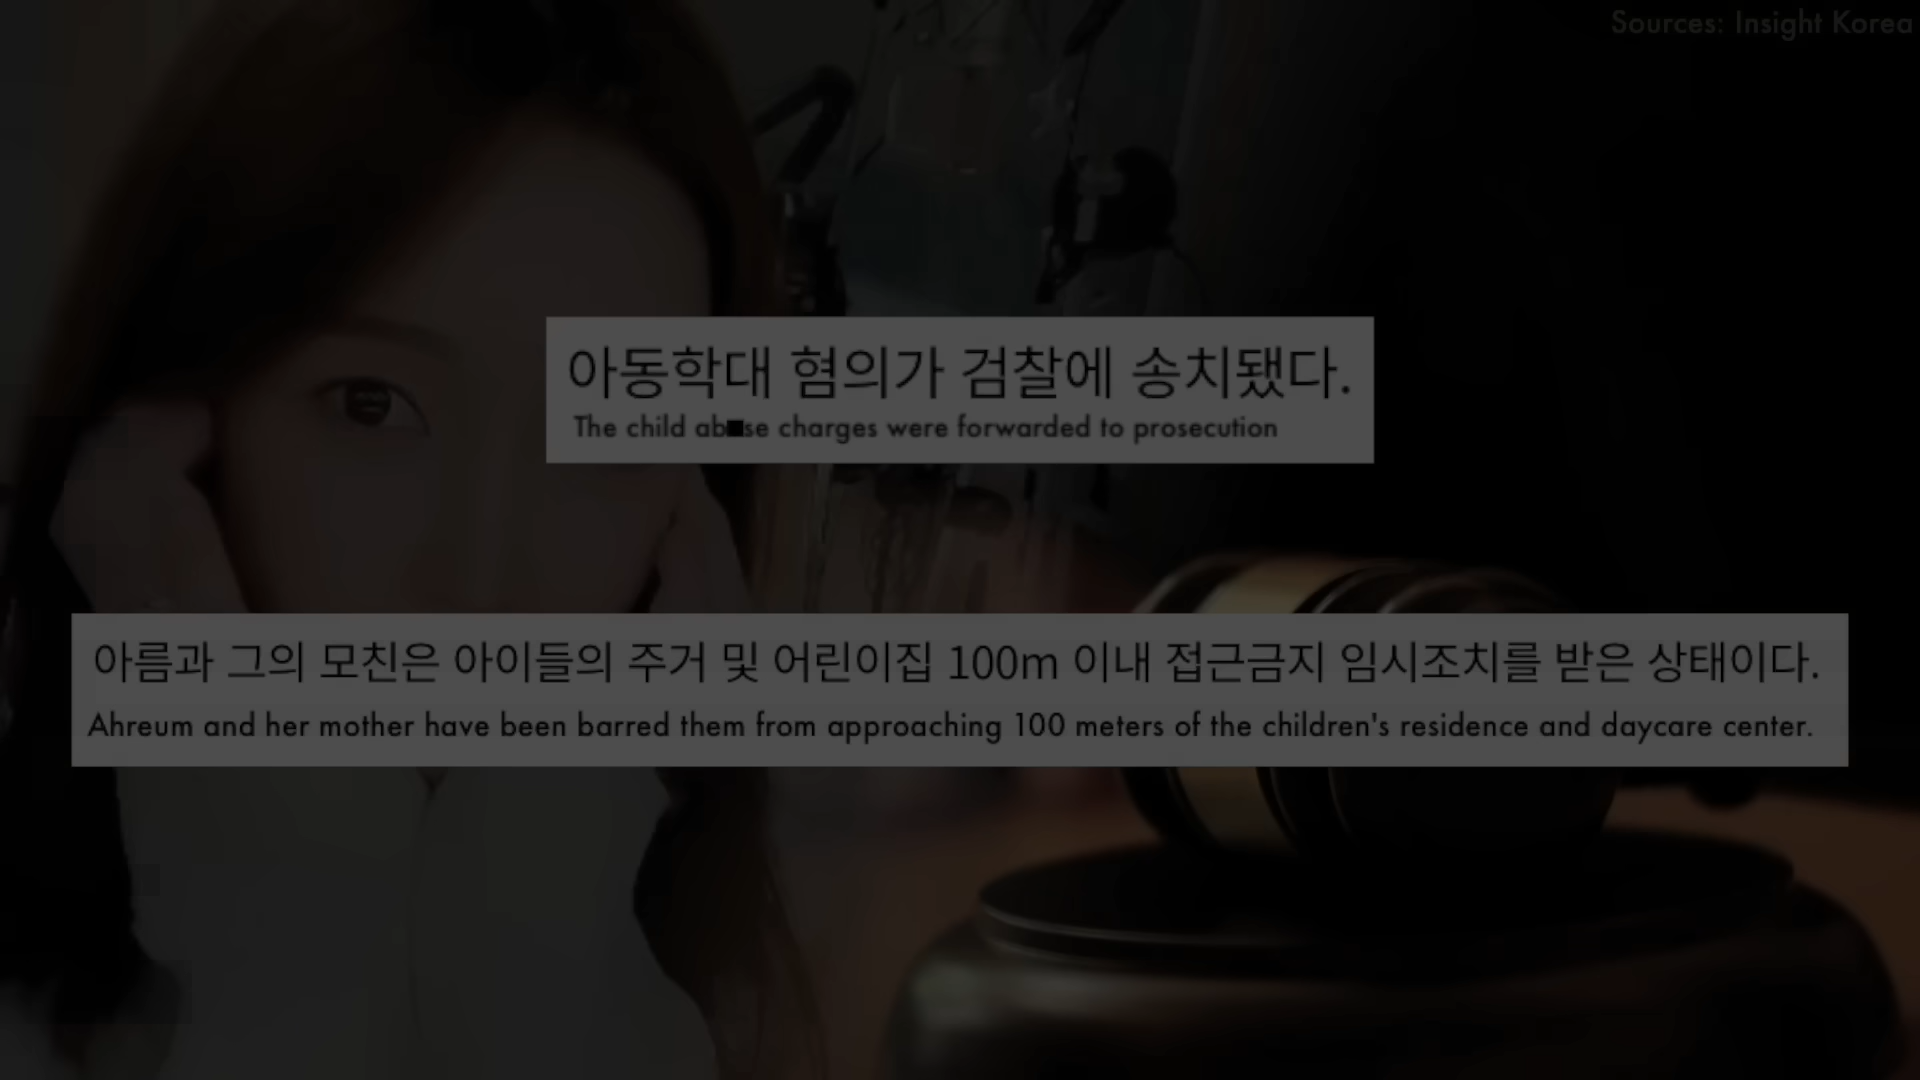 Sources: Insight Korea
아동학대 혐의가 검찰에 송치됐다.
The child ab■se charges were forwarded to prosecution
아름과 그의 모친은 아이들의 주거 및 어린이집 100m 이내 접근금지 임시조치를 받은 상태이다.
Ahreum and her mother have been barred them from approaching 100 meters of the children's residence and daycare center.